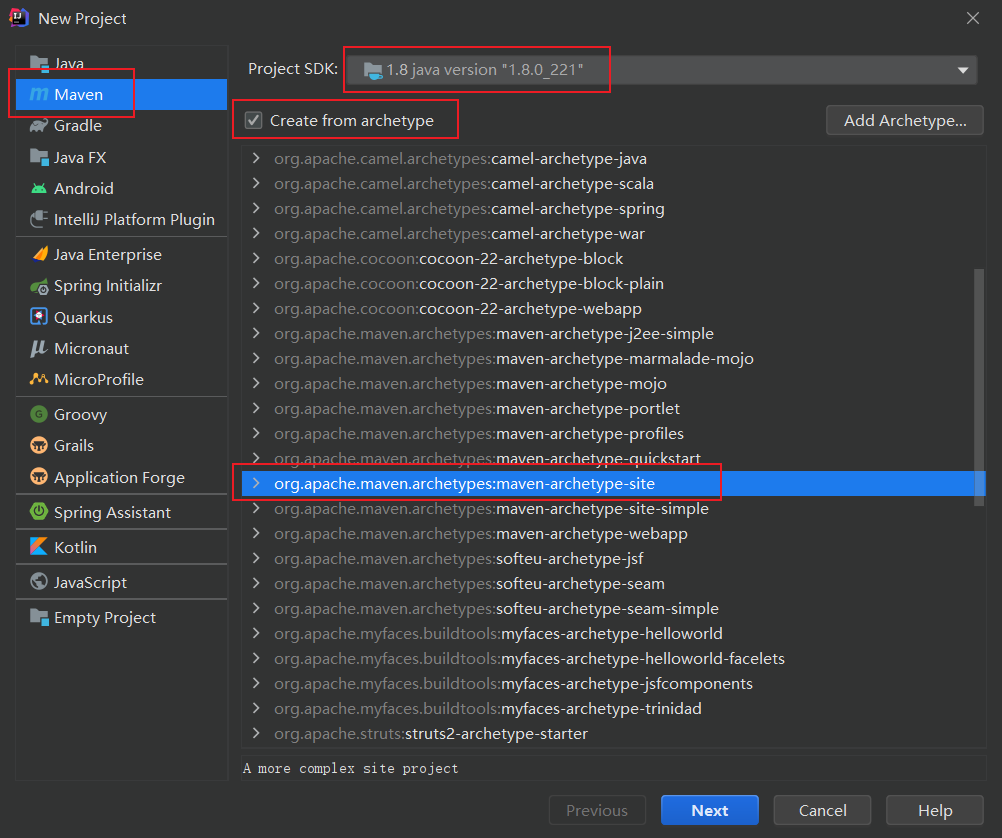 New Project
Java
Maven
Gradle
Java FX
Android
IntelliJ Platform Plugin
Java Enterprise
Spring Initializr
Quarkus
Micronaut
MicroProfile
Groovy
Grails
Application Forge
Spring Assistant
Kotlin
JavaScript
Empty Project
Project SDK: 1.8 java version "1.8.0_221"
Create from archetype Add Archetype...
org.apache.camel.archetypes:camel-archetype-java
org.apache.camel.archetypes:camel-archetype-scala
org.apache.camel.archetypes:camel-archetype-spring
org.apache.camel.archetypes:camel-archetype-war
org.apache.cocoon:cocoon-22-archetype-block
org.apache.cocoon:cocoon-22-archetype-block-plain
org.apache.cocoon:cocoon-22-archetype-webapp
org.apache.maven.archetypes:maven-archetype-j2ee-simple
org.apache.maven.archetypes:maven-archetype-marmalade-mojo
org.apache.maven.archetypes:maven-archetype-mojo
org.apache.maven.archetypes:maven-archetype-portlet
org.apache.maven.archetypes:maven-archetype-profiles
org.apache.maven.archetypes:maven-archetype-quickstart
org.apache.maven.archetypes:maven-archetype-site
org.apache.maven.archetypes:maven-archetype-site-simple
org.apache.maven.archetypes:maven-archetype-webapp
org.apache.maven.archetypes:softeu-archetype-jsf
org.apache.maven.archetypes:softeu-archetype-seam
org.apache.maven.archetypes:softeu-archetype-seam-simple
org.apache.myfaces.buildtools:myfaces-archetype-helloworld
org.apache.myfaces.buildtools:myfaces-archetype-helloworld-facelets
org.apache.myfaces.buildtools:myfaces-archetype-jsfcomponents
org.apache.myfaces.buildtools:myfaces-archetype-trinidad
org.apache.struts:struts2-archetype-starter
A more complex site project
Previous Next Cancel Help